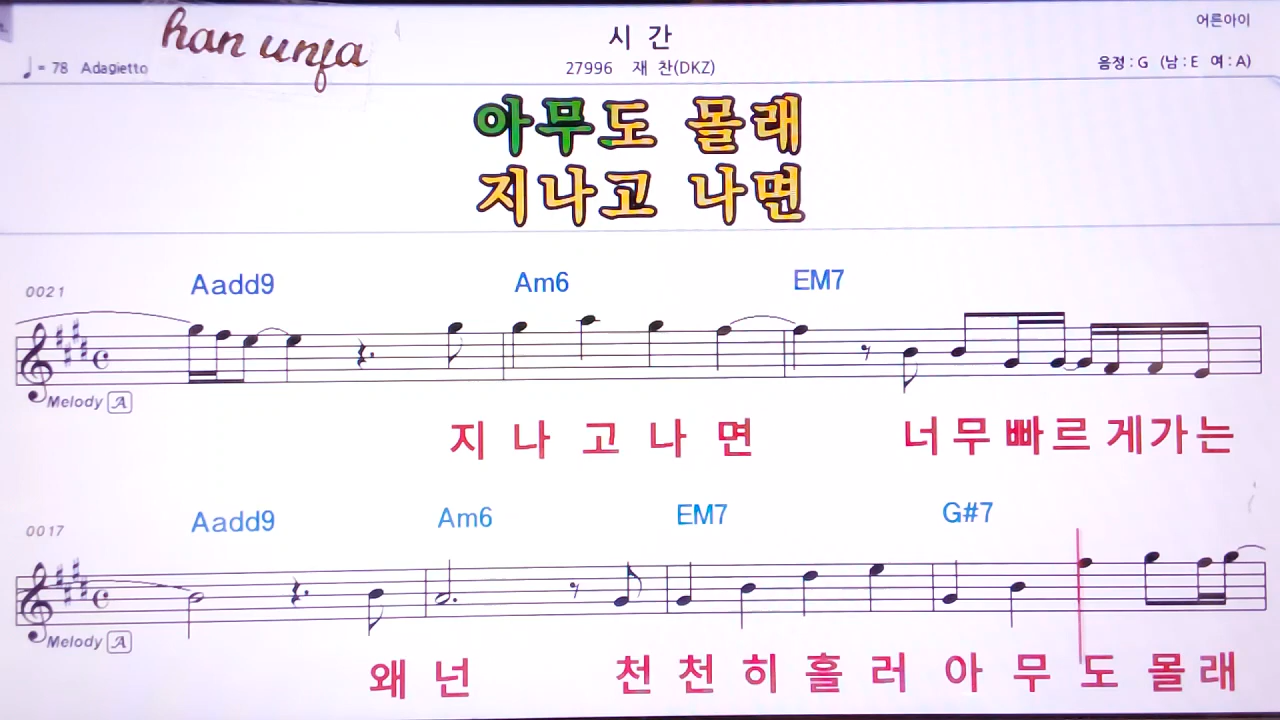 han unfa
어른아이
시 간
♩= 78 Adagietto
27996 재 찬(DKZ)
음정 : G (남 : E 여 : A)
아무도 몰래
지나고 나면
0021 Aadd9 Am6 EM7
Melody A
지 나 고 나 면 너 무 빠 르 게 가 는
0017 Aadd9 Am6 EM7 G#7
Melody A
왜 넌 천 천 히 흘 러 아 무 도 몰 래